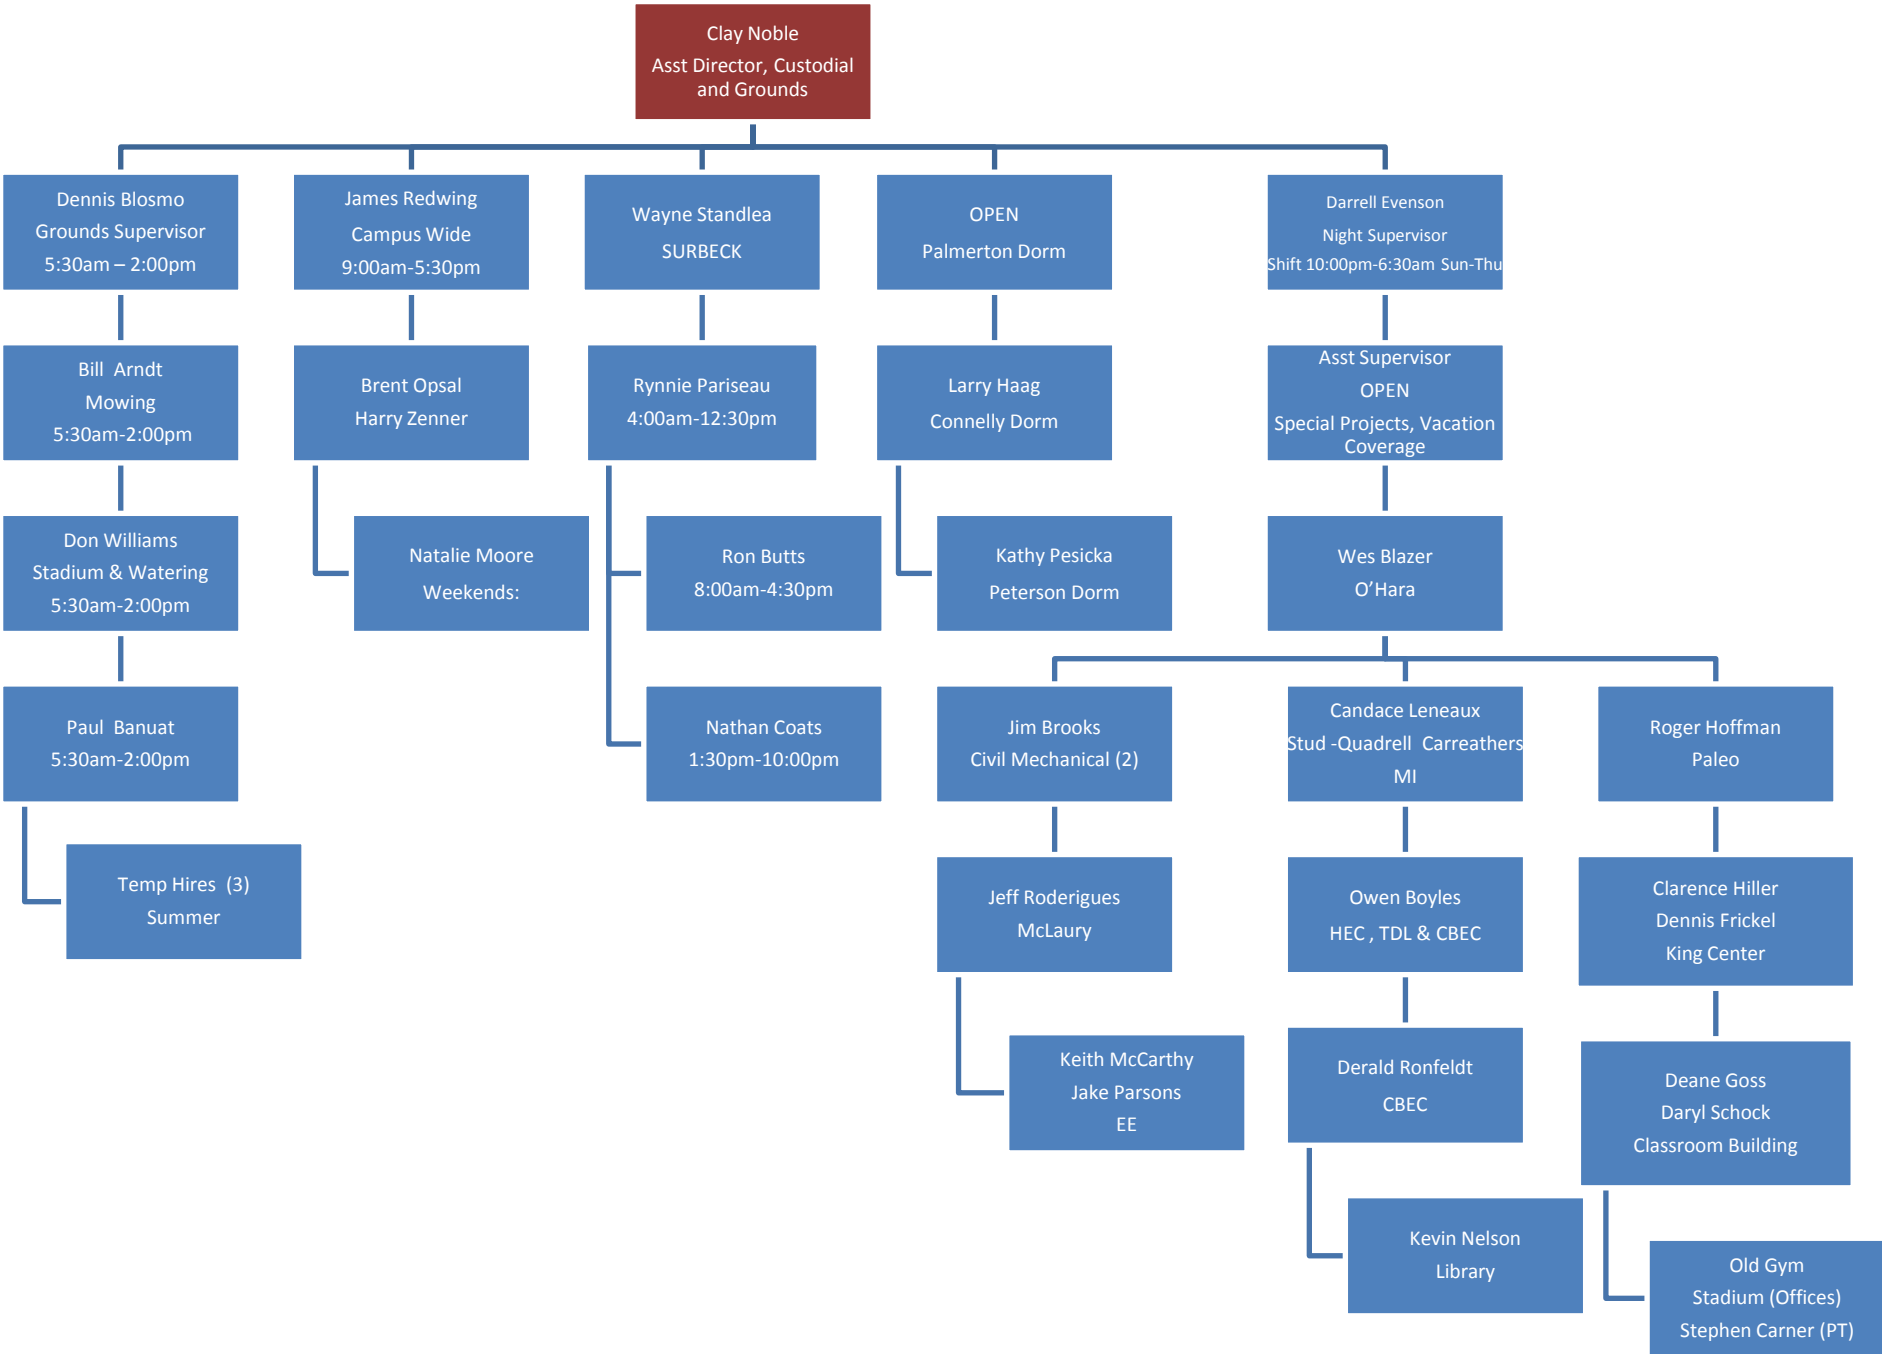 Clay Noble
Asst Director, Custodial
and Grounds
Dennis Blosmo
Grounds Supervisor
5:30am – 2:00pm
James Redwing
Campus Wide
9:00am-5:30pm
Wayne Standlea
SURBECK
OPEN
Palmerton Dorm
Darrell Evenson
Night Supervisor
Shift 10:00pm-6:30am Sun-Thu
Bill Arndt
Mowing
5:30am-2:00pm
Brent Opsal
Harry Zenner
Rynnie Pariseau
4:00am-12:30pm
Larry Haag
Connelly Dorm
Asst Supervisor
OPEN
Special Projects, Vacation
Coverage
Don Williams
Stadium & Watering
5:30am-2:00pm
Natalie Moore
Weekends:
Ron Butts
8:00am-4:30pm
Kathy Pesicka
Peterson Dorm
Wes Blazer
O’Hara
Paul Banuat
5:30am-2:00pm
Nathan Coats
1:30pm-10:00pm
Jim Brooks
Civil Mechanical (2)
Candace Leneaux
Stud -Quadrell Carreathers
MI
Roger Hoffman
Paleo
Temp Hires (3)
Summer
Jeff Roderigues
McLaury
Owen Boyles
HEC , TDL & CBEC
Clarence Hiller
Dennis Frickel
King Center
Keith McCarthy
Jake Parsons
EE
Derald Ronfeldt
CBEC
Deane Goss
Daryl Schock
Classroom Building
Kevin Nelson
Library
Old Gym
Stadium (Offices)
Stephen Carner (PT)